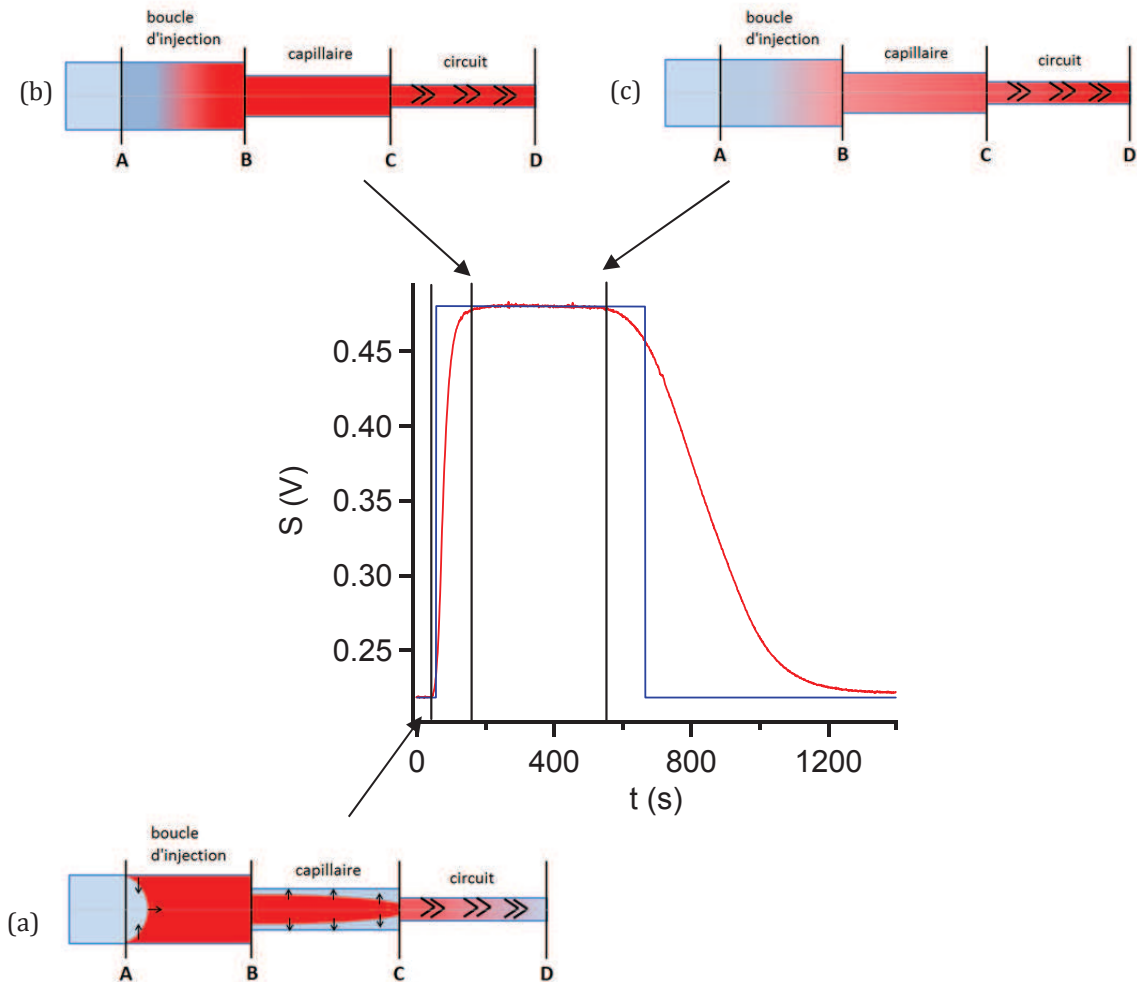 (b)
boucle
d'injection
capillaire
circuit
A B C D
(c)
boucle
d'injection
capillaire
circuit
A B C D
S (V)
0.45
0.40
0.35
0.30
0.25
0 400 800 1200
t (s)
(a)
boucle
d'injection
capillaire
circuit
A B C D